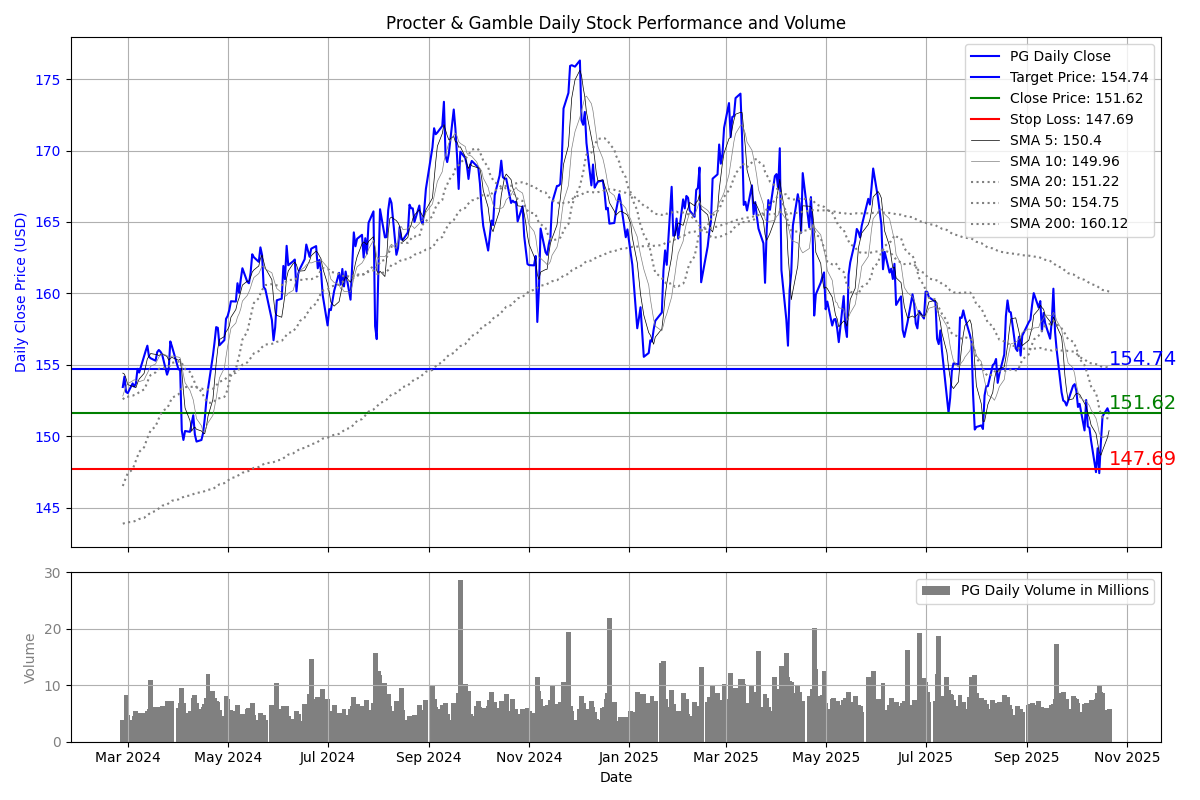 Procter & Gamble Daily Stock Performance and Volume
Daily Close Price (USD)
175
170
165
160
155
150
145
PG Daily Close
Target Price: 154.74
Close Price: 151.62
Stop Loss: 147.69
SMA 5: 150.4
SMA 10: 149.96
SMA 20: 151.22
SMA 50: 154.75
SMA 200: 160.12
154.74
151.62
147.69
Volume
30
20
10
0
PG Daily Volume in Millions
Mar 2024 May 2024 Jul 2024 Sep 2024 Nov 2024 Jan 2025 Mar 2025 May 2025 Jul 2025 Sep 2025 Nov 2025
Date